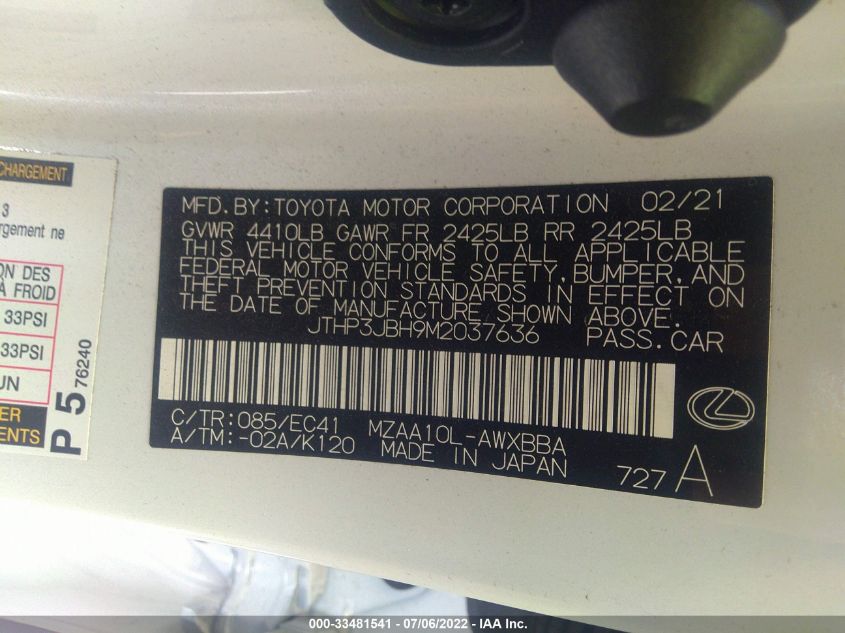 CHARGEMENT
3
rgement ne
ON DES
À FROID
33PSI
33PSI
UN
ER
ENTS
P 5 76240
MFD.BY:TOYOTA MOTOR CORPORATION 02/21
GVWR 4410LB GAWR FR 2425LB RR 2425LB
THIS VEHICLE CONFORMS TO ALL APPLICABLE
FEDERAL MOTOR VEHICLE SAFETY,BUMPER,AND
THEFT PREVENTION STANDARDS IN EFFECT ON
THE DATE OF MANUFACTURE SHOWN ABOVE.
JTHP3JBH9M2037636 PASS.CAR
C/TR:085/EC41 MZAA10L-AWXBBA
A/TM:-02A/K120 MADE IN JAPAN
727 A
000-33481541 - 07/06/2022 - IAA Inc.